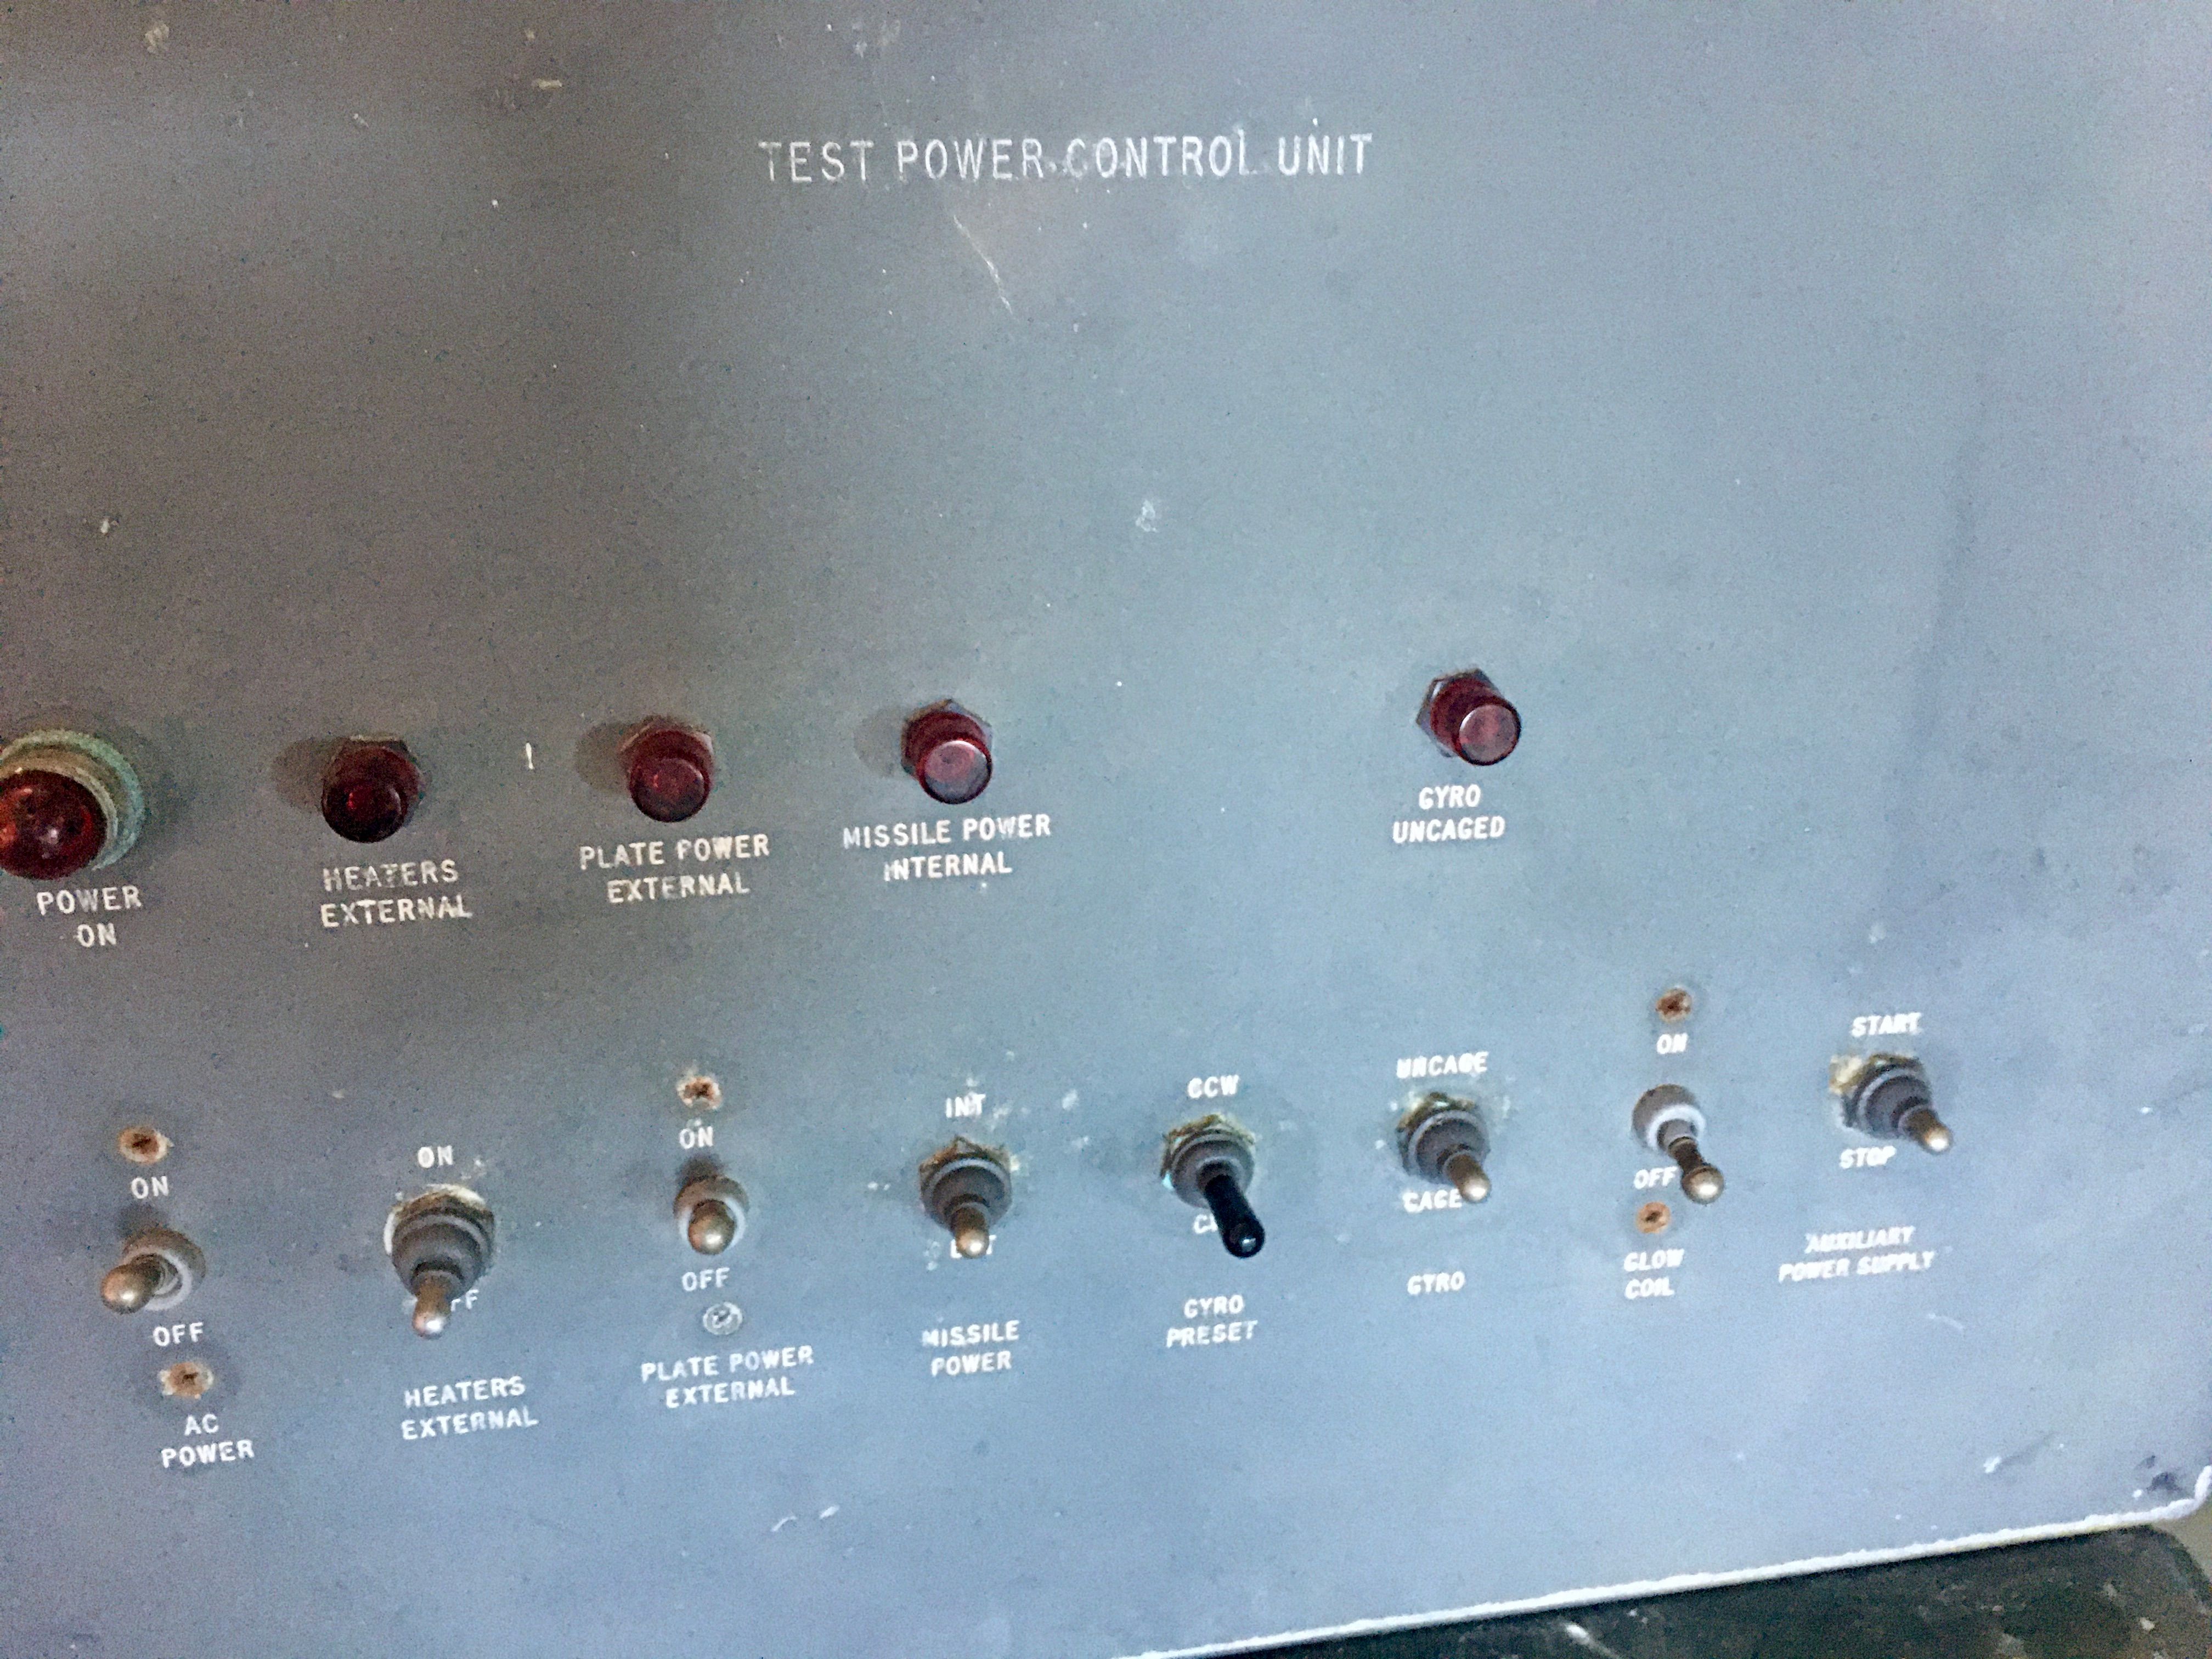 TEST POWER CONTROL UNIT
POWER
ON
HEATERS
EXTERNAL
PLATE POWER
EXTERNAL
MISSILE POWER
INTERNAL
GYRO
UNCAGED
ON
OFF
AC
POWER
ON
HEATERS
EXTERNAL
ON
OFF
PLATE POWER
EXTERNAL
INT
MISSILE
POWER
CCW
GYRO
PRESET
UNCAGE
CAGE
GYRO
ON
OFF
GLOW
COIL
START
STOP
AUXILIARY
POWER SUPPLY